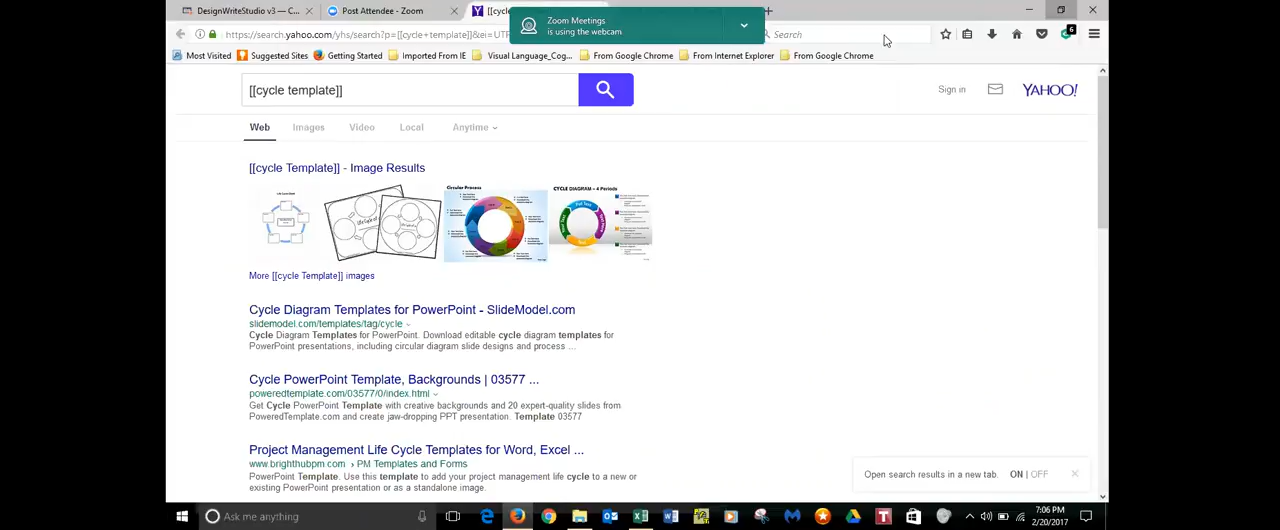 DesignWriteStudio v3 — C...
Post Attendee - Zoom
Zoom Meetings
is using the webcam
https://search.yahoo.com/yhs/search?p=[[cycle+template]]&ei=UT
Search
6
Most Visited
Suggested Sites
Getting Started
Imported From IE
Visual Language_Cog...
From Google Chrome
From Internet Explorer
From Google Chrome
[[cycle template]]
Sign in
YAHOO!
Web
Images
Video
Local
Anytime
[[cycle Template]] - Image Results
Circular Process
CYCLE DIAGRAM – 4 Periods
More [[cycle Template]] images
Cycle Diagram Templates for PowerPoint - SlideModel.com
slidemodel.com/templates/tag/cycle
Cycle Diagram Templates for PowerPoint. Download editable cycle diagram templates for
PowerPoint presentations, including circular diagram slide designs and process ...
Cycle PowerPoint Template, Backgrounds | 03577 ...
poweredtemplate.com/03577/0/index.html
Get Cycle PowerPoint Template with creative backgrounds and 20 expert-quality slides from
PoweredTemplate.com and create jaw-dropping PPT presentation. Template 03577
Project Management Life Cycle Templates for Word, Excel ...
www.brighthubpm.com › PM Templates and Forms
PowerPoint Template. Use this template to add your project management life cycle to a new or
existing PowerPoint presentation or as a standalone image.
Open search results in a new tab. ON | OFF
Ask me anything
7:06 PM
2/20/2017